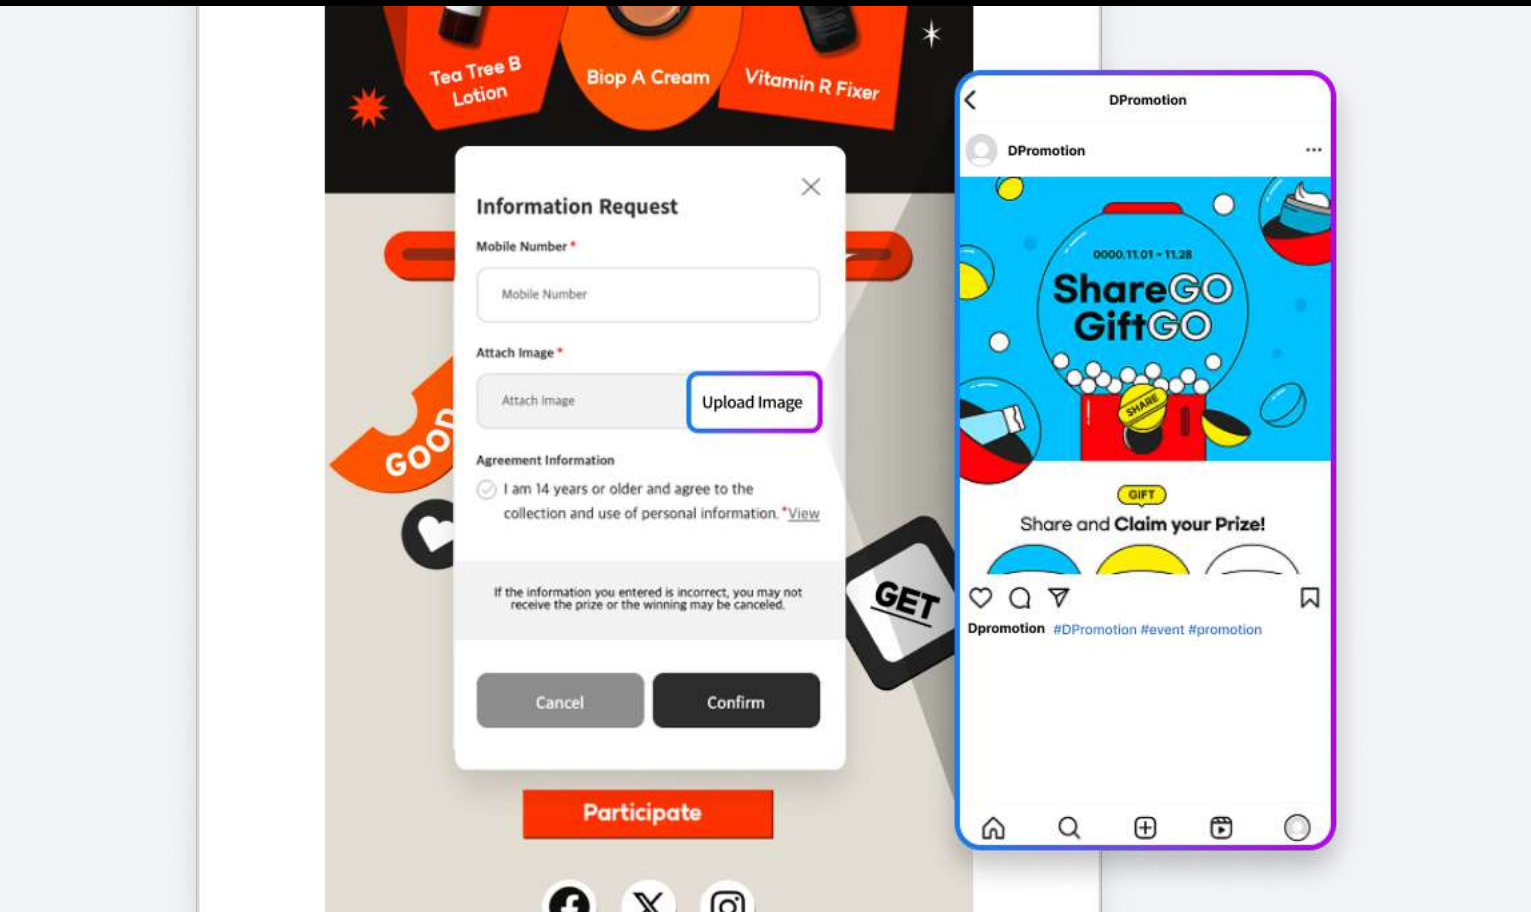 Tea Tree B
Lotion
Biop A Cream
Vitamin R Fixer
Information Request
Mobile Number *
Mobile Number
Attach Image *
Attach Image
Upload Image
Agreement Information
I am 14 years or older and agree to the
collection and use of personal information. *View
If the information you entered is incorrect, you may not
receive the prize or the winning may be canceled.
Cancel
Confirm
GOOD
GET
Participate
DPromotion
DPromotion
0000.11.01 - 11.28
ShareGO
GiftGO
SHARE
GIFT
Share and Claim your Prize!
Dpromotion #DPromotion #event #promotion